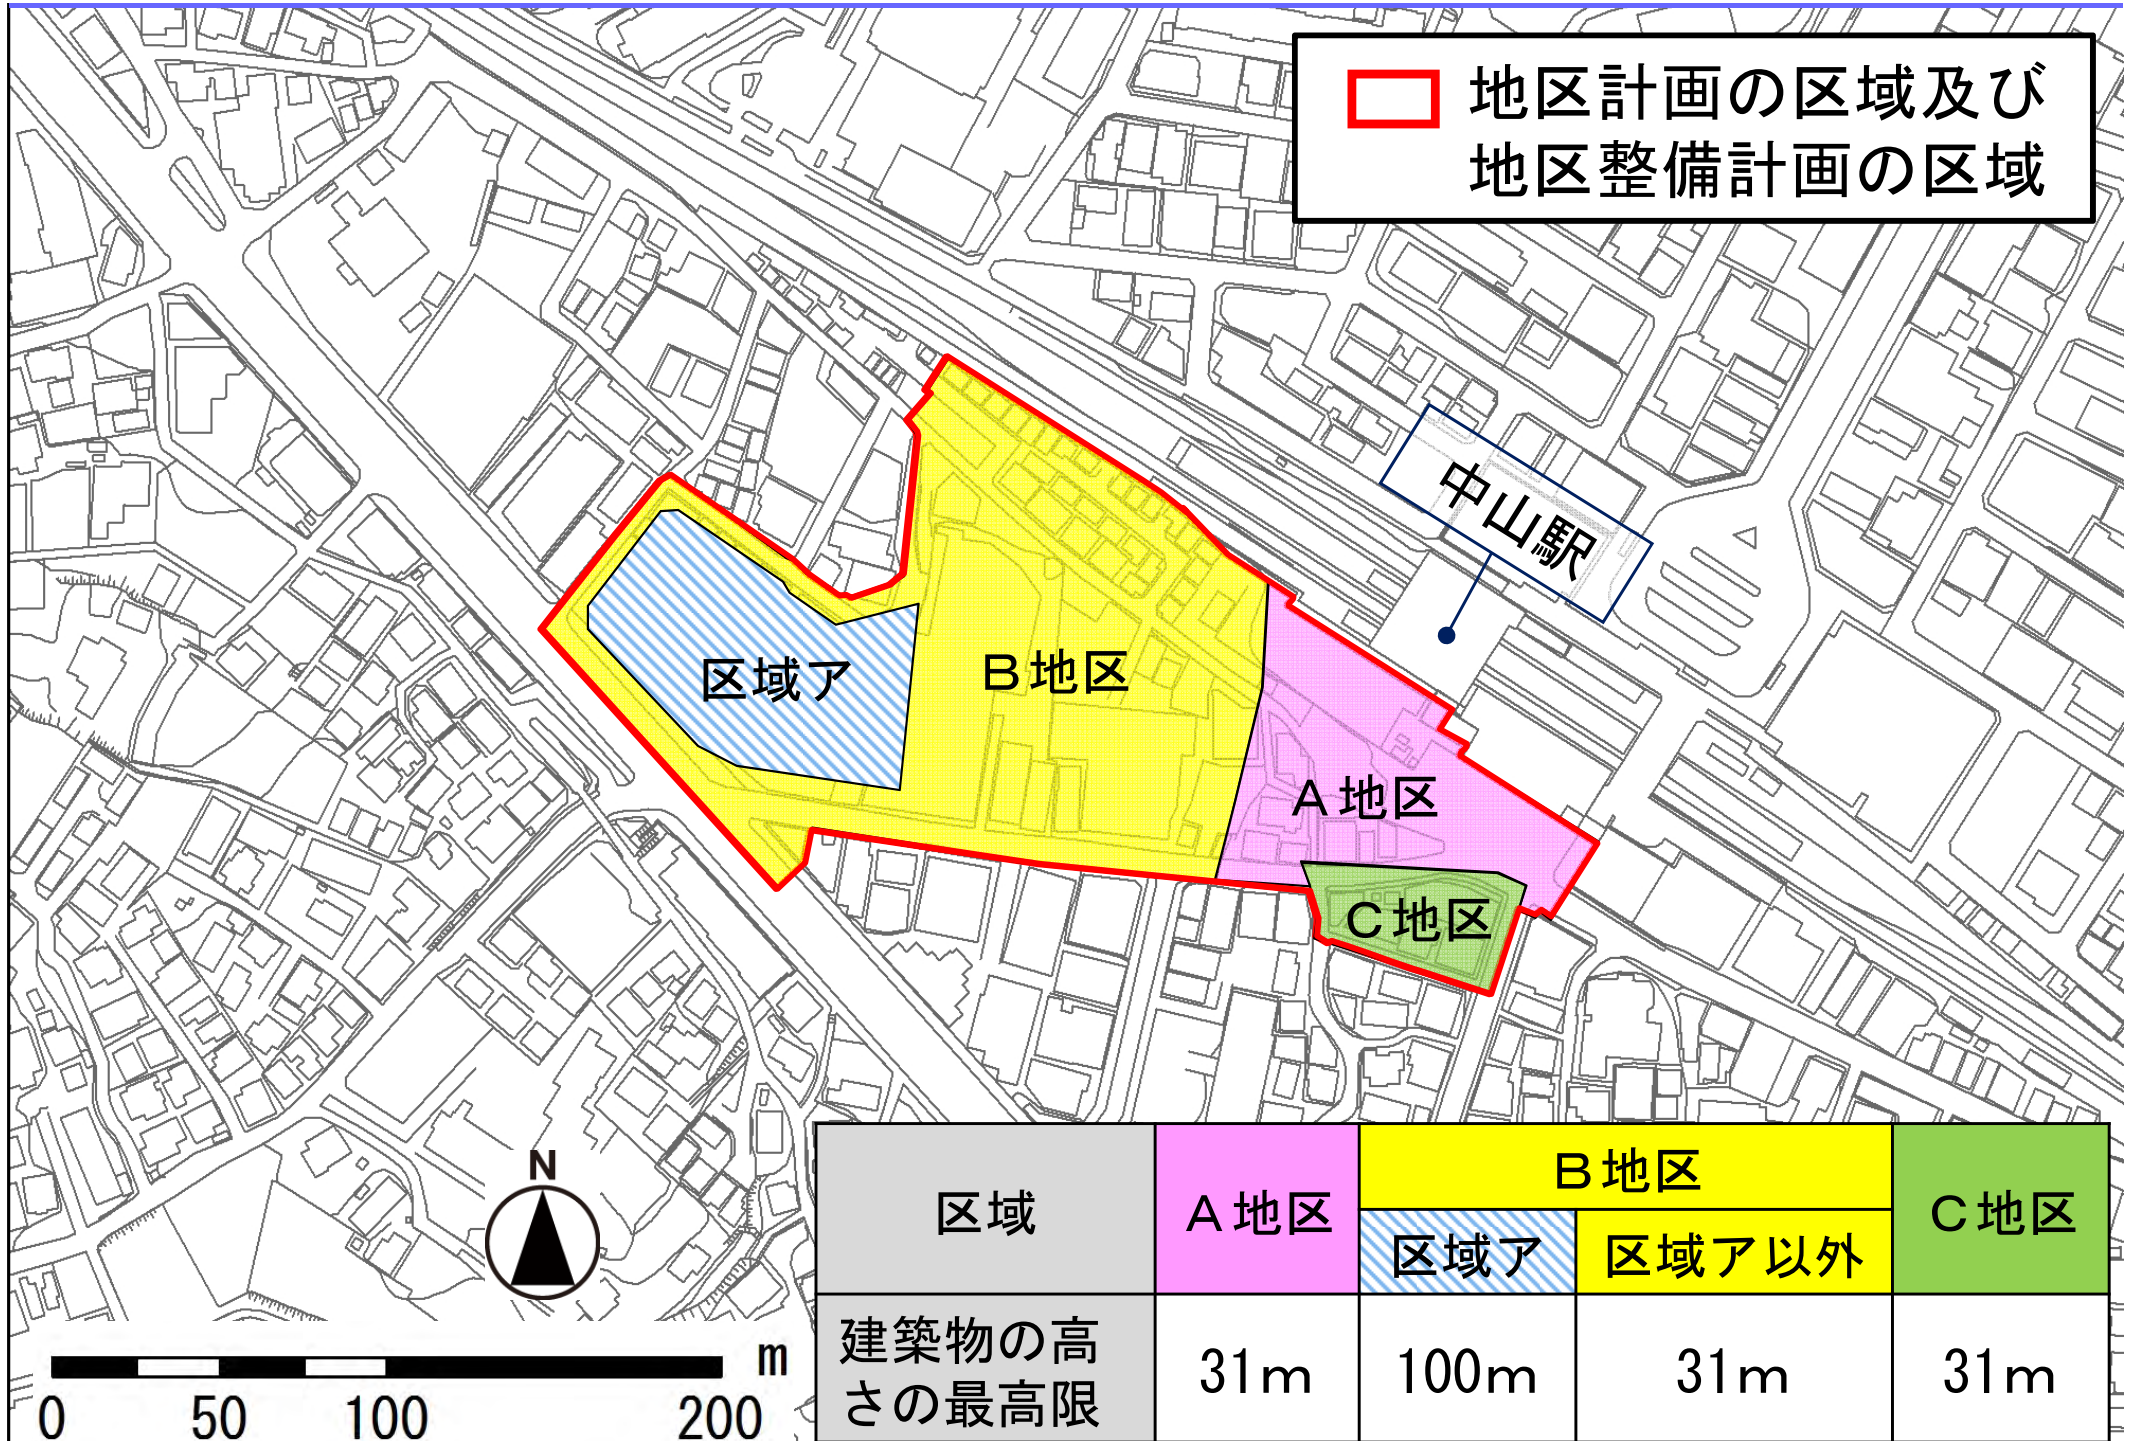 地区計画の区域及び
地区整備計画の区域
中山駅
区域ア
B地区
A地区
C地区
N
0 50 100 200 m
区域 A地区 B地区 C地区
区域ア 区域ア以外
建築物の高
さの最高限 31m 100m 31m 31m